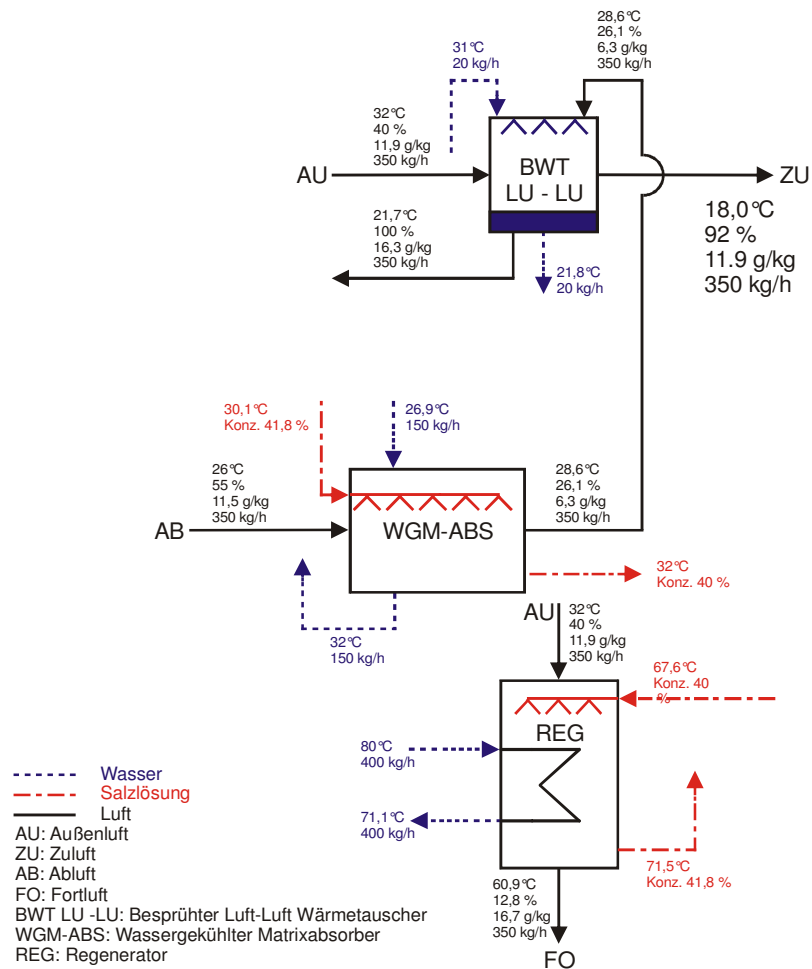 31°C
20 kg/h
28,6°C
26,1 %
6,3 g/kg
350 kg/h
32°C
40 %
11,9 g/kg
350 kg/h
AU
BWT
LU - LU
ZU
18,0°C
92 %
11.9 g/kg
350 kg/h
21,7°C
100 %
16,3 g/kg
350 kg/h
21,8°C
20 kg/h
30,1°C
Konz. 41,8 %
26,9°C
150 kg/h
26°C
55 %
11,5 g/kg
350 kg/h
AB
WGM-ABS
28,6°C
26,1 %
6,3 g/kg
350 kg/h
32°C
Konz. 40 %
32°C
150 kg/h
AU
32°C
40 %
11,9 g/kg
350 kg/h
67,6°C
Konz. 40
%
REG
80°C
400 kg/h
71,1°C
400 kg/h
71,5°C
Konz. 41,8 %
60,9°C
12,8 %
16,7 g/kg
350 kg/h
FO
Wasser
Salzlösung
Luft
AU: Außenluft
ZU: Zuluft
AB: Abluft
FO: Fortluft
BWT LU -LU: Besprühter Luft-Luft Wärmetauscher
WGM-ABS: Wassergekühlter Matrixabsorber
REG: Regenerator